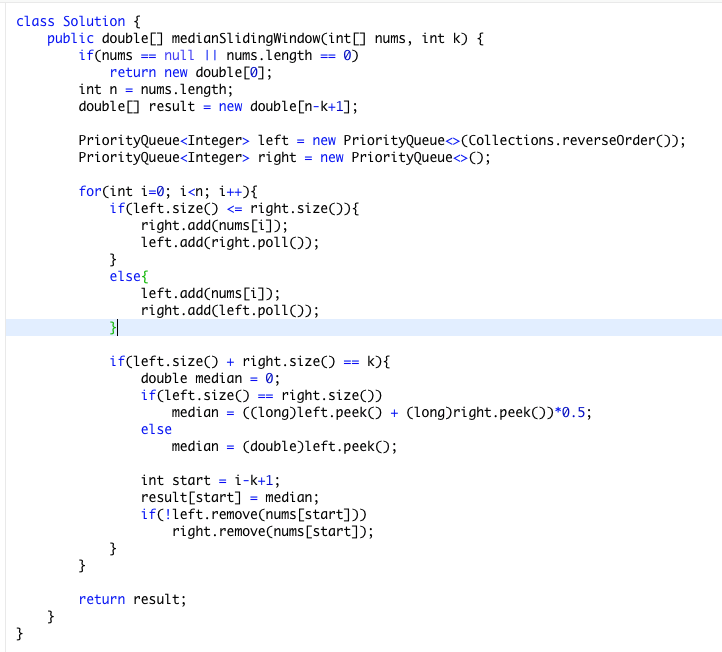 class Solution {
    public double[] medianSlidingWindow(int[] nums, int k) {
        if(nums == null || nums.length == 0)
            return new double[0];
        int n = nums.length;
        double[] result = new double[n-k+1];

        PriorityQueue<Integer> left = new PriorityQueue<>(Collections.reverseOrder());
        PriorityQueue<Integer> right = new PriorityQueue<>();

        for(int i=0; i<n; i++){
            if(left.size() <= right.size()){
                right.add(nums[i]);
                left.add(right.poll());
            }
            else{
                left.add(nums[i]);
                right.add(left.poll());
            }

            if(left.size() + right.size() == k){
                double median = 0;
                if(left.size() == right.size())
                    median = ((long)left.peek() + (long)right.peek())*0.5;
                else
                    median = (double)left.peek();

                int start = i-k+1;
                result[start] = median;
                if(!left.remove(nums[start]))
                    right.remove(nums[start]);
            }
        }

        return result;
    }
}